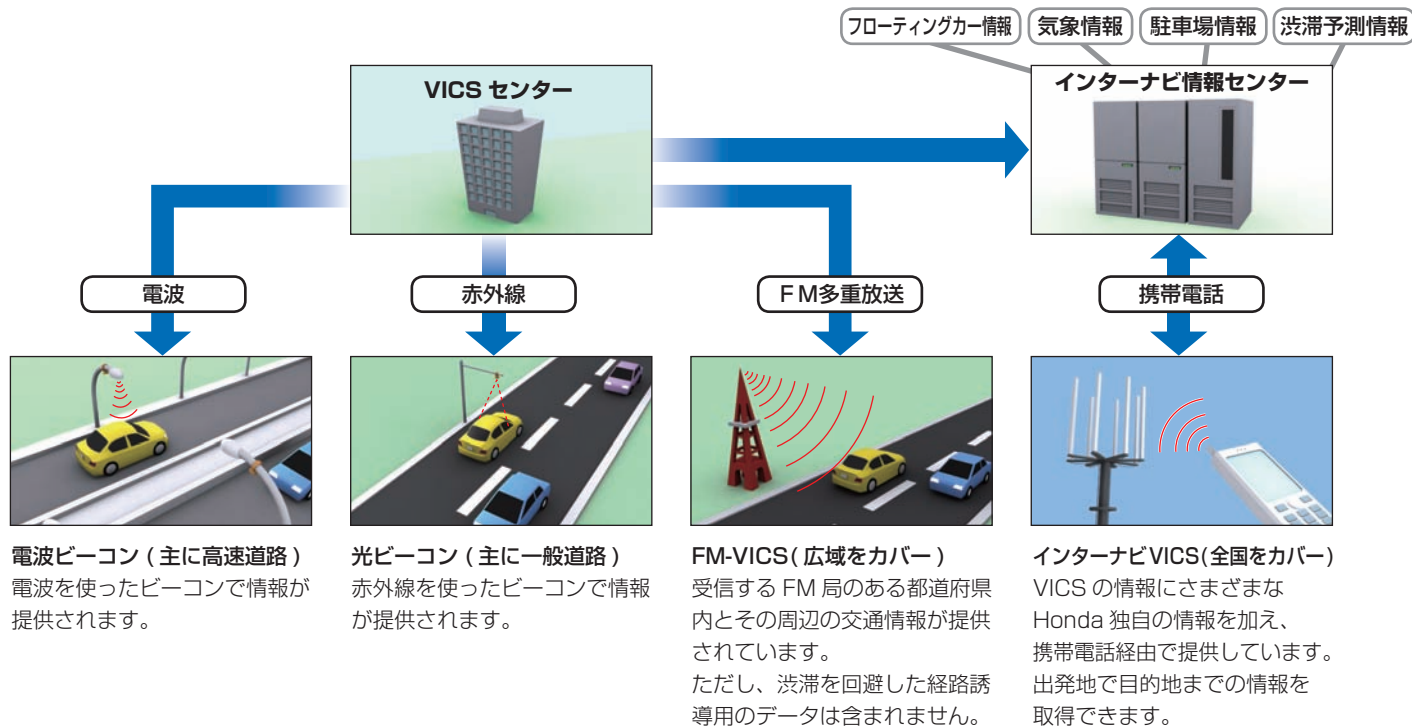 フローティングカー情報
気象情報
駐車場情報
渋滞予測情報
VICS センター
インターナビ情報センター
電波
赤外線
ＦＭ多重放送
携帯電話
電波ビーコン ( 主に高速道路 )
電波を使ったビーコンで情報が
提供されます。
光ビーコン ( 主に一般道路 )
赤外線を使ったビーコンで情報
が提供されます。
FM-VICS( 広域をカバー )
受信する FM 局のある都道府県
内とその周辺の交通情報が提供
されています。
ただし、渋滞を回避した経路誘
導用のデータは含まれません。
インターナビVICS(全国をカバー)
VICS の情報にさまざまな
Honda 独自の情報を加え、
携帯電話経由で提供しています。
出発地で目的地までの情報を
取得できます。